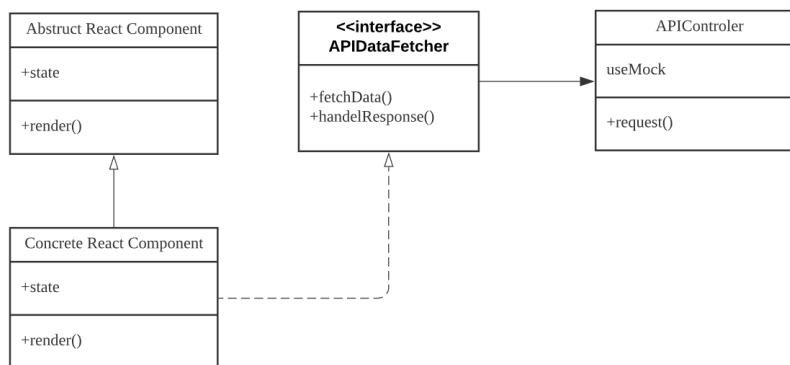 Abstruct React Component
+state
+render()
<<interface>>
APIDataFetcher
+fetchData()
+handelResponse()
APIControler
useMock
+request()
Concrete React Component
+state
+render()